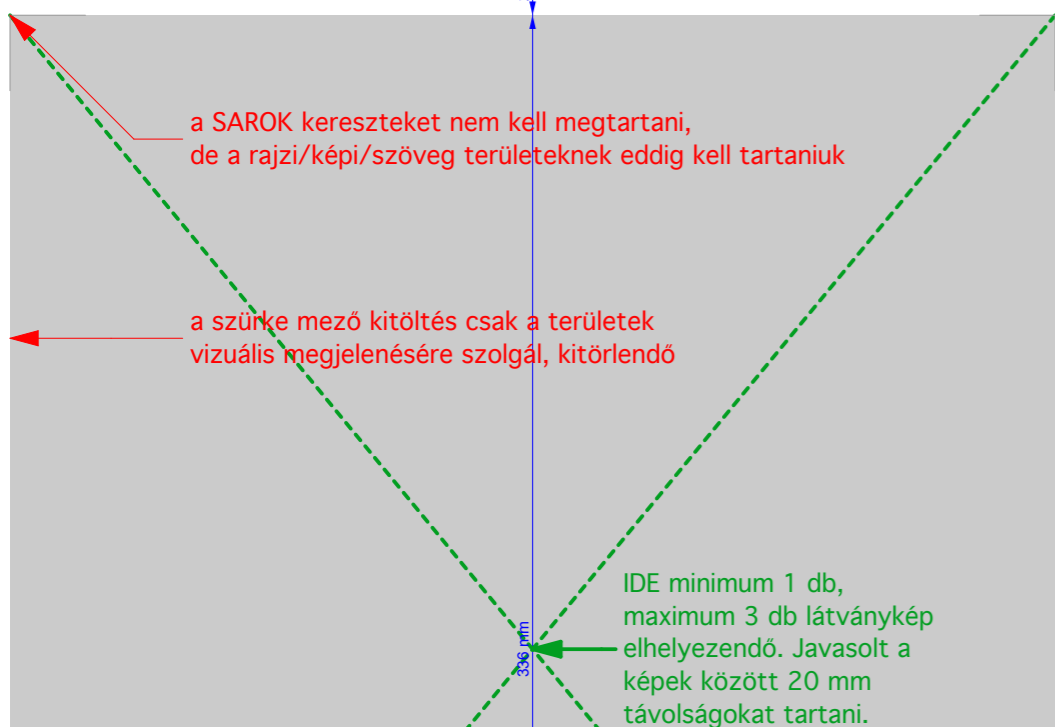 a SAROK kereszteket nem kell megtartani,
de a rajzi/képi/szöveg területeknek eddig kell tartaniuk
a szürke mező kitöltés csak a területek
vizuális megjelenésére szolgál, kitörlendő
IDE minimum 1 db,
maximum 3 db látványkép
elhelyezendő. Javasolt a
képek között 20 mm
távolságokat tartani.
336 mm